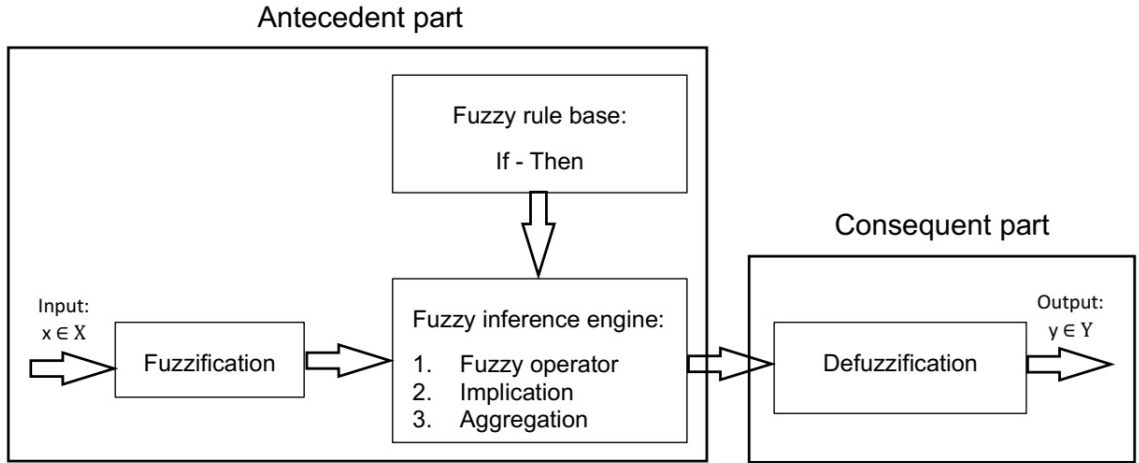 Antecedent part
Fuzzy rule base:
If - Then
Consequent part
Input:
x ∈ X
Fuzzification
Fuzzy inference engine:
1. Fuzzy operator
2. Implication
3. Aggregation
Defuzzification
Output:
y ∈ Y